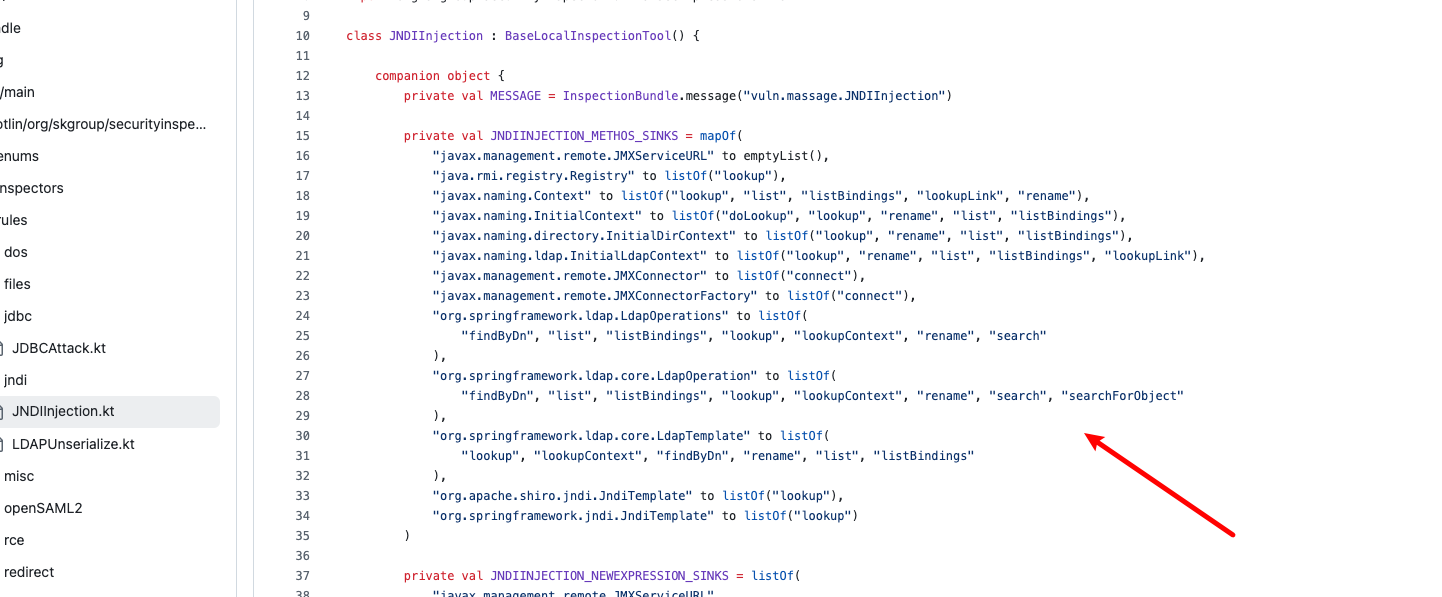 dle
g
/main
otlin/org/skgroup/securityinspe...
enums
nspectors
rules
dos
files
jdbc
JDBCAttack.kt
jndi
JNDIInjection.kt
LDAPUnserialize.kt
misc
openSAML2
rce
redirect
9
10 class JNDIInjection : BaseLocalInspectionTool() {
11
12 companion object {
13 private val MESSAGE = InspectionBundle.message("vuln.massage.JNDIInjection")
14
15 private val JNDIINJECTION_METHOS_SINKS = mapOf(
16 "javax.management.remote.JMXServiceURL" to emptyList(),
17 "java.rmi.registry.Registry" to listOf("lookup"),
18 "javax.naming.Context" to listOf("lookup", "list", "listBindings", "lookupLink", "rename"),
19 "javax.naming.InitialContext" to listOf("doLookup", "lookup", "rename", "list", "listBindings"),
20 "javax.naming.directory.InitialDirContext" to listOf("lookup", "rename", "list", "listBindings"),
21 "javax.naming.ldap.InitialLdapContext" to listOf("lookup", "rename", "list", "listBindings", "lookupLink"),
22 "javax.management.remote.JMXConnector" to listOf("connect"),
23 "javax.management.remote.JMXConnectorFactory" to listOf("connect"),
24 "org.springframework.ldap.LdapOperations" to listOf(
25 "findByDn", "list", "listBindings", "lookup", "lookupContext", "rename", "search"
26 ),
27 "org.springframework.ldap.core.LdapOperation" to listOf(
28 "findByDn", "list", "listBindings", "lookup", "lookupContext", "rename", "search", "searchForObject"
29 ),
30 "org.springframework.ldap.core.LdapTemplate" to listOf(
31 "lookup", "lookupContext", "findByDn", "rename", "list", "listBindings"
32 ),
33 "org.apache.shiro.jndi.JndiTemplate" to listOf("lookup"),
34 "org.springframework.jndi.JndiTemplate" to listOf("lookup")
35 )
36
37 private val JNDIINJECTION_NEWEXPRESSION_SINKS = listOf(
38 "javax.management.remote.JMXServiceURL"